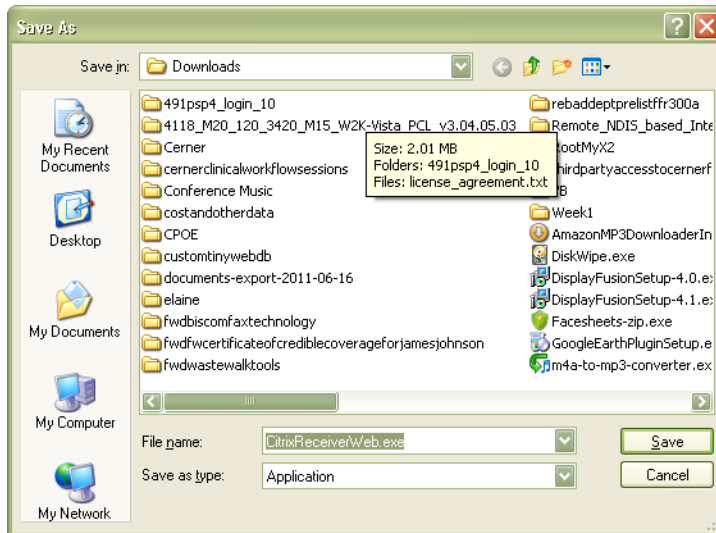 Save As
Save in:
Downloads
My Recent
Documents
Desktop
My Documents
My Computer
My Network
491psp4_login_10
4118_M20_120_3420_M15_W2K-Vista_PCL_v3.04.05.03
Cerner
cernerclinicalworkflowsessions
Conference Music
costandotherdata
CPOE
customtinywebdb
documents-export-2011-06-16
elaine
fwdbiscomfaxtechnology
fwdfwcertificateofcrediblecoverageforjamesjohnson
fwdwastewalktools
Size: 2.01 MB
Folders: 491psp4_login_10
Files: license_agreement.txt
rebaddeptprelistffr300a
Remote_NDIS_based_Inte
RootMyX2
hirdpartyaccesstocernerf
B
Week1
AmazonMP3DownloaderIn
DiskWipe.exe
DisplayFusionSetup-4.0.ex
DisplayFusionSetup-4.1.ex
Facesheets-zip.exe
GoogleEarthPluginSetup.e
m4a-to-mp3-converter.ex
File name:
CitrixReceiverWeb.exe
Save
Save as type:
Application
Cancel